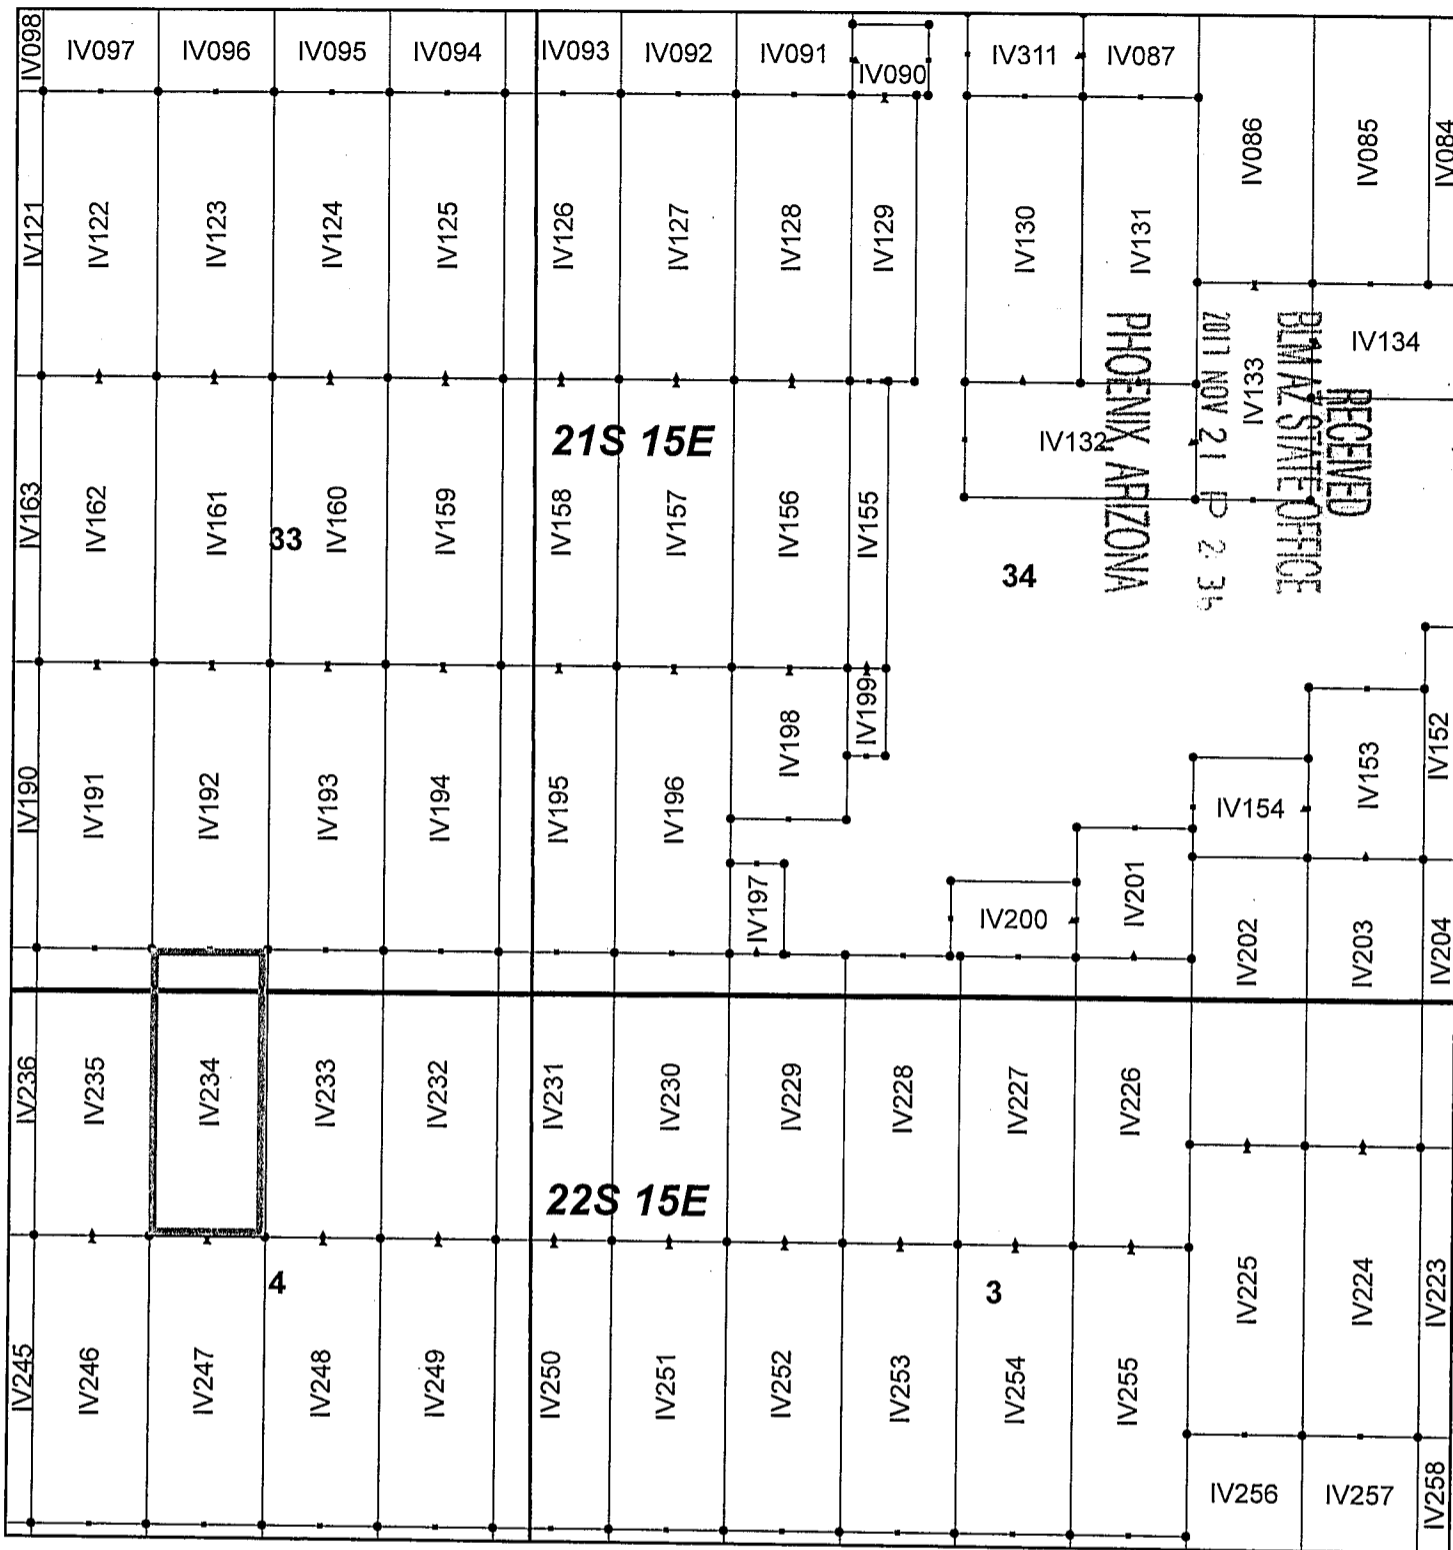 IV098 IV097 IV096 IV095 IV094 IV093 IV092 IV091 IV090 IV311 IV087
IV086 IV085 IV084
IV121 IV122 IV123 IV124 IV125 IV126 IV127 IV128 IV129 IV130 IV131
IV133 IV134
RECEIVED
BLM AZ STATE OFFICE
2011 NOV 21 P 2:
PHOENIX, ARIZONA
21S 15E
IV132
IV163 IV162 IV161 33 IV160 IV159 IV158 IV157 IV156 IV155
34
IV190 IV191 IV192 IV193 IV194 IV195 IV196 IV198 IV199
IV154 IV153 IV152
IV197 IV200 IV201 IV202 IV203 IV204
IV236 IV235 IV234 IV233 IV232 IV231 IV230 IV229 IV228 IV227 IV226
22S 15E
4
3
IV225 IV224 IV223
IV245 IV246 IV247 IV248 IV249 IV250 IV251 IV252 IV253 IV254 IV255
IV256 IV257 IV258